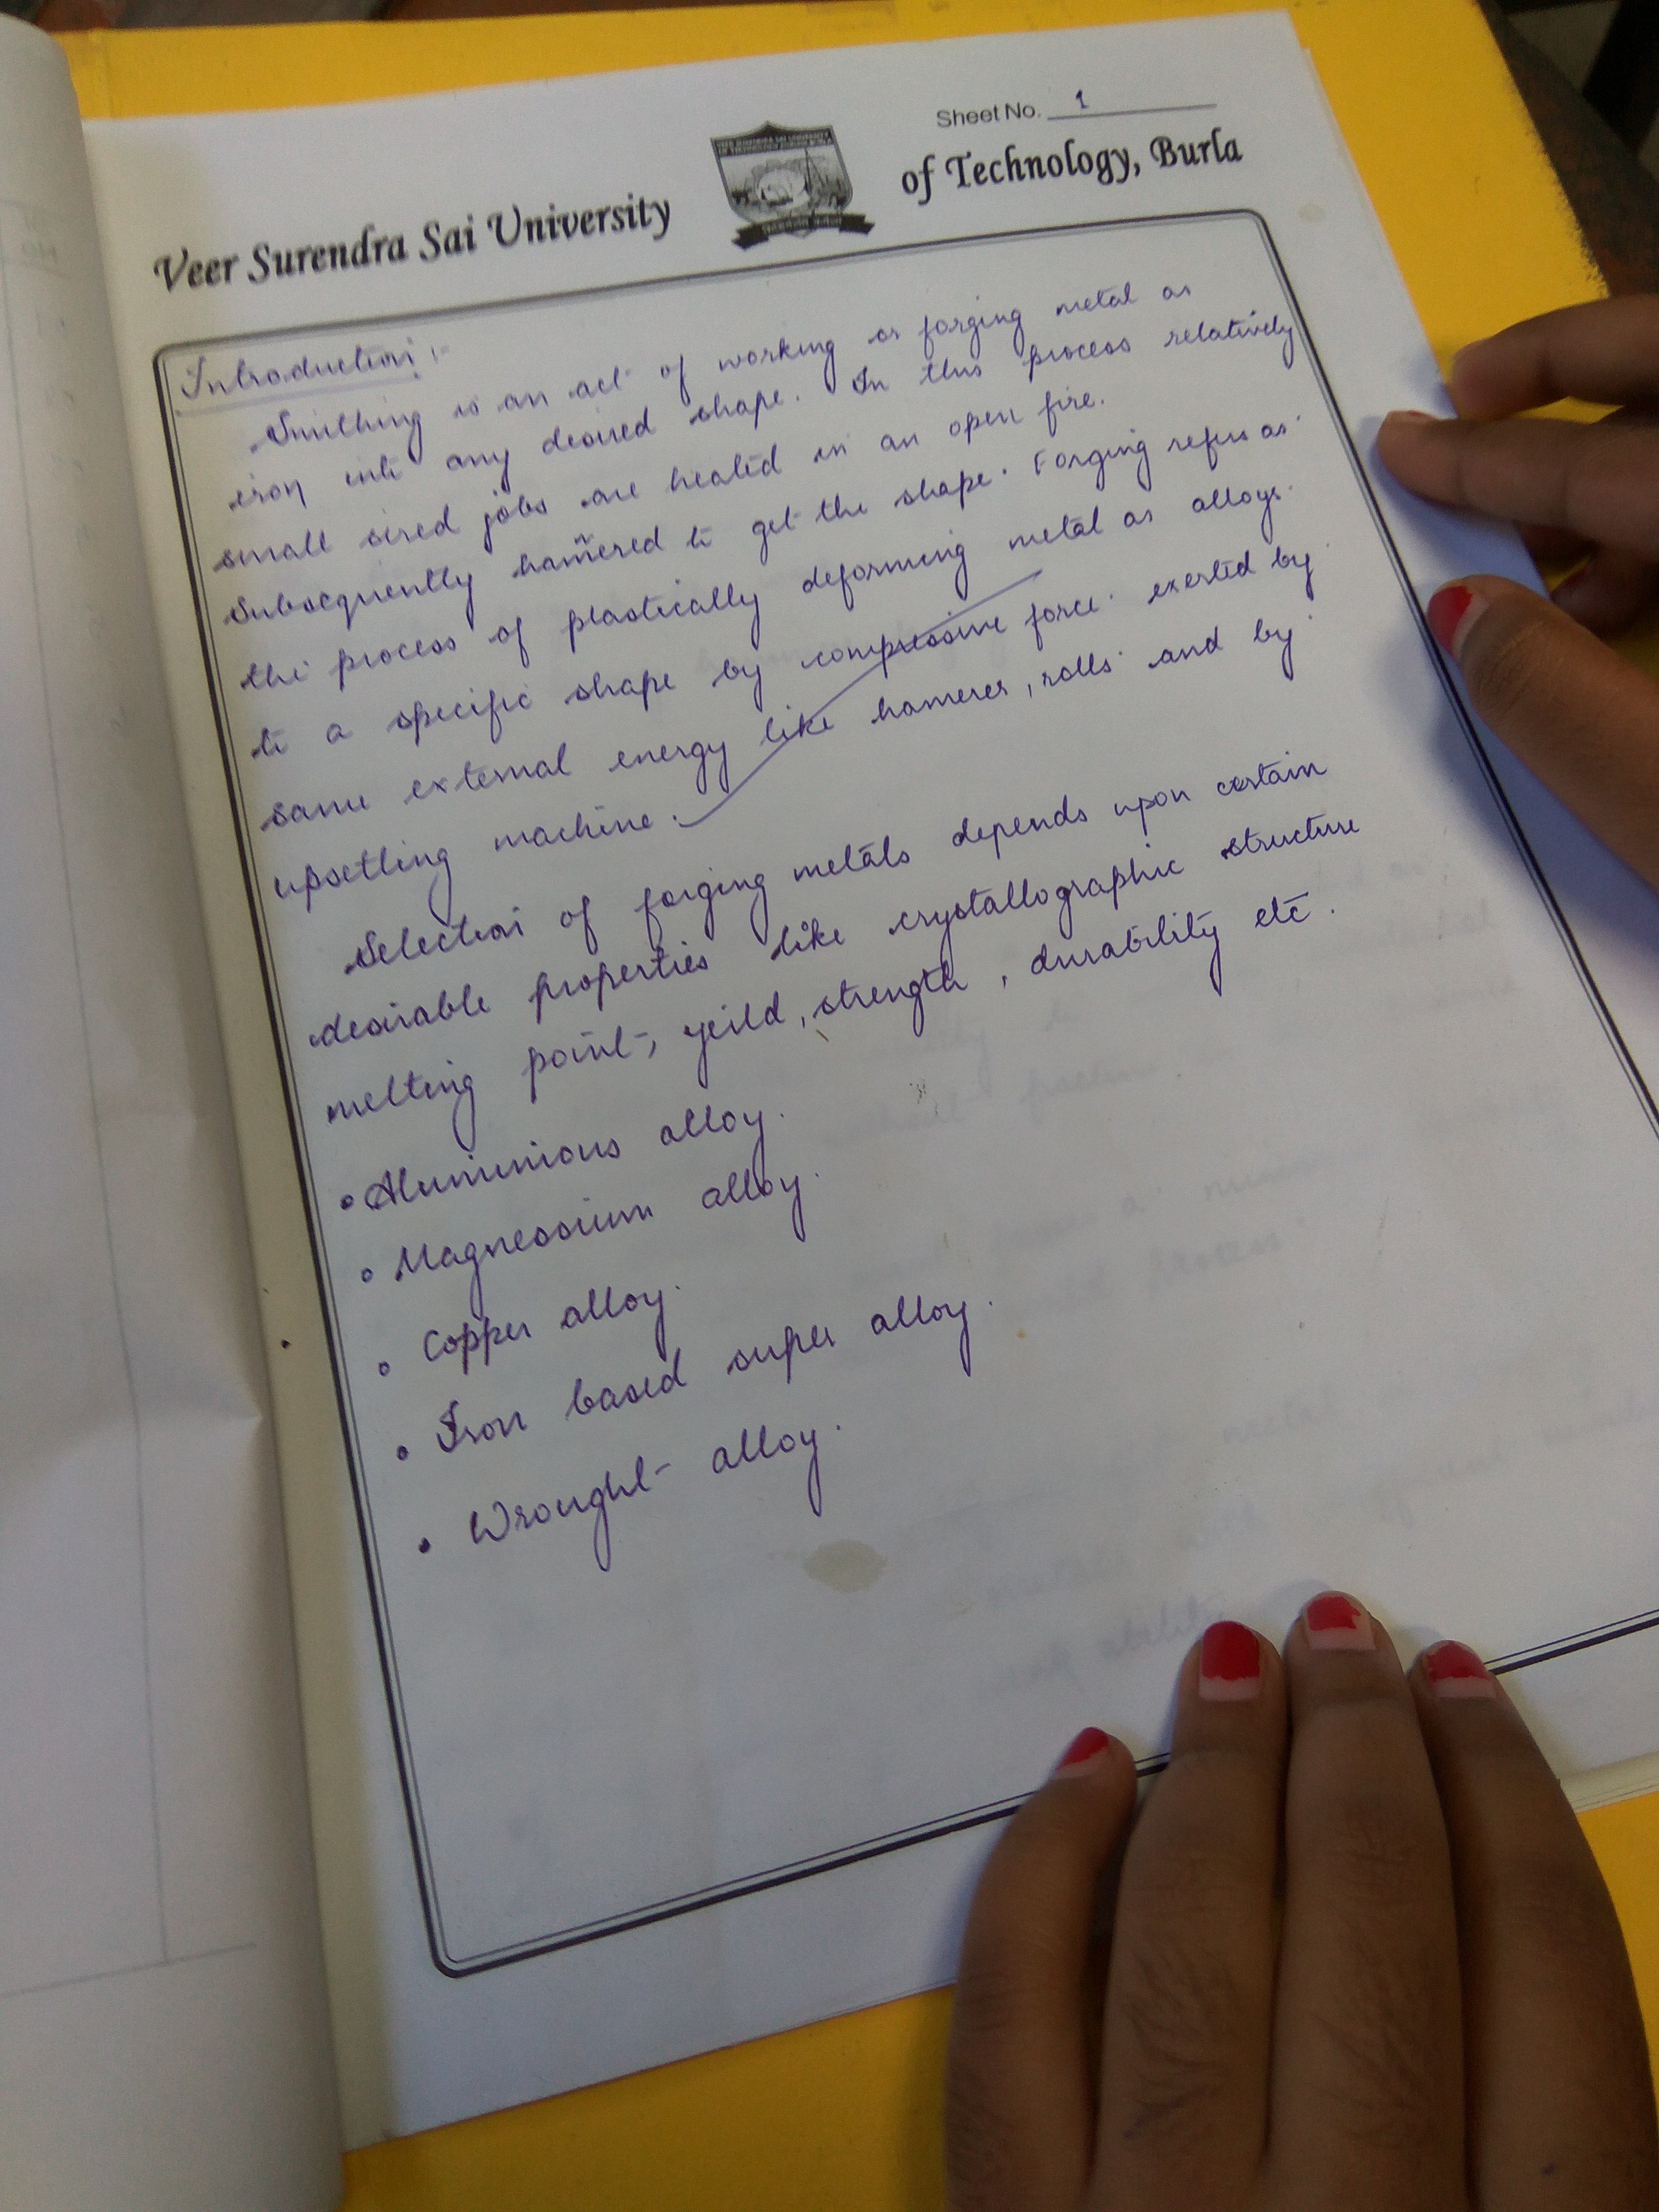 Sheet No. 1
Veer Surendra Sai University of Technology, Burla
Introduction :-
Smithing is an act of working or forging metal or
iron into any desired shape. In this process relatively
small sized jobs are heated in an open fire.
Subsequently hamered to get the shape. Forging refers as
the process of plastically deforming metal or alloys.
to a specific shape by compressive force exerted by
same external energy like hamerer, rolls and by
upsetting machine.
Selection of forging metals depends upon certain
desirable properties like crystallographic structure
melting point, yeild, strength, durability etc.
• Aluminious alloy.
• Magnessium alloy.
• Copper alloy.
• Iron based super alloy.
• Wrought alloy.